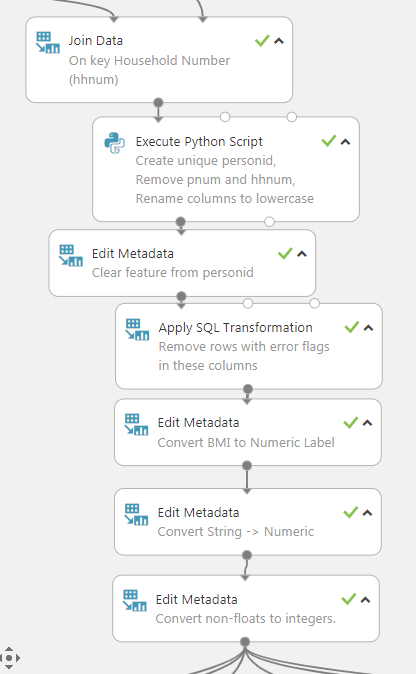 Join Data
On key Household Number
(hhnum)
Execute Python Script
Create unique personid,
Remove pnum and hhnum,
Rename columns to lowercase
Edit Metadata
Clear feature from personid
Apply SQL Transformation
Remove rows with error flags
in these columns
Edit Metadata
Convert BMI to Numeric Label
Edit Metadata
Convert String -> Numeric
Edit Metadata
Convert non-floats to integers.